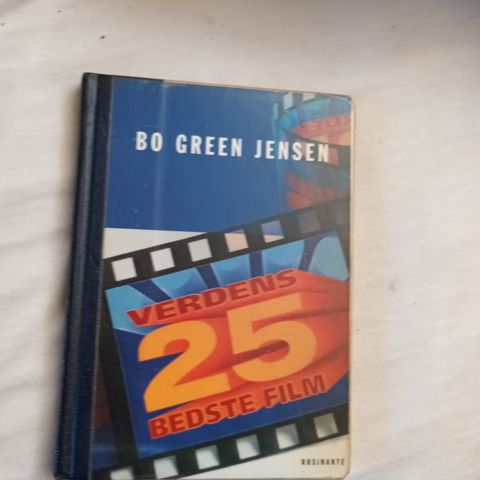 BO GREEN JENSEN
VERDENS
25
BEDSTE FILM
ROSINANTE